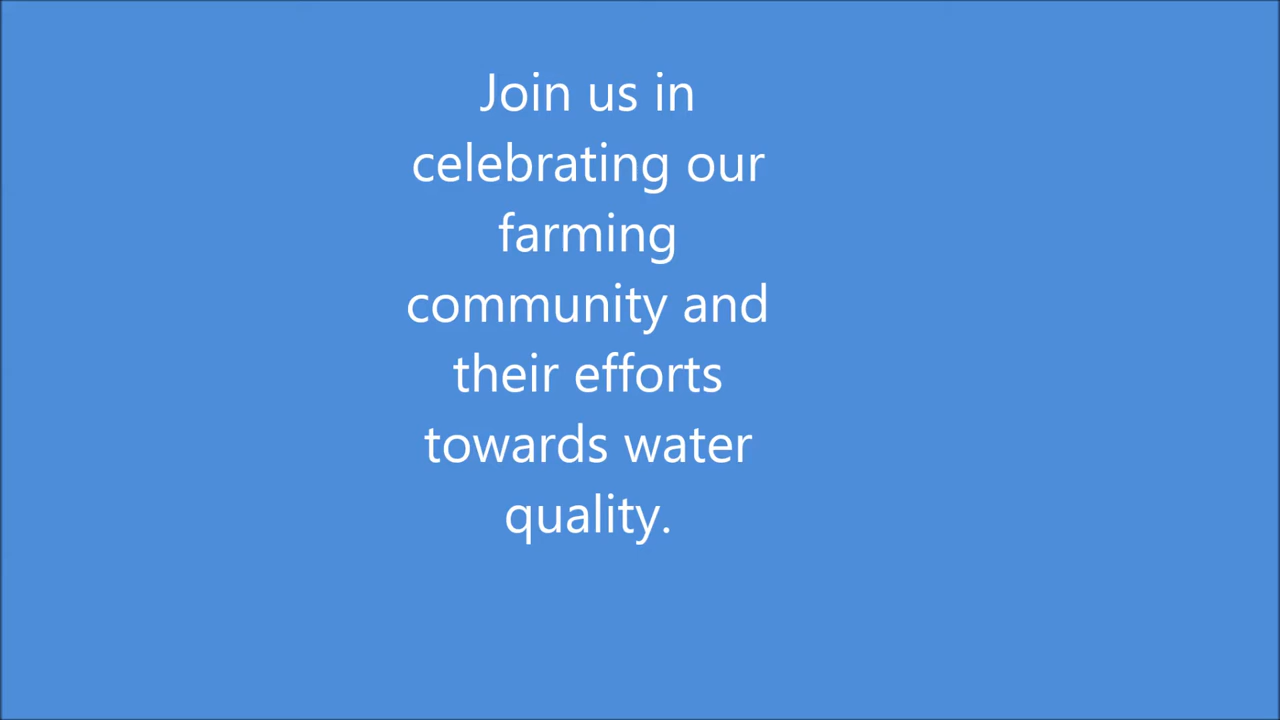 Join us in
celebrating our
farming
community and
their efforts
towards water
quality.